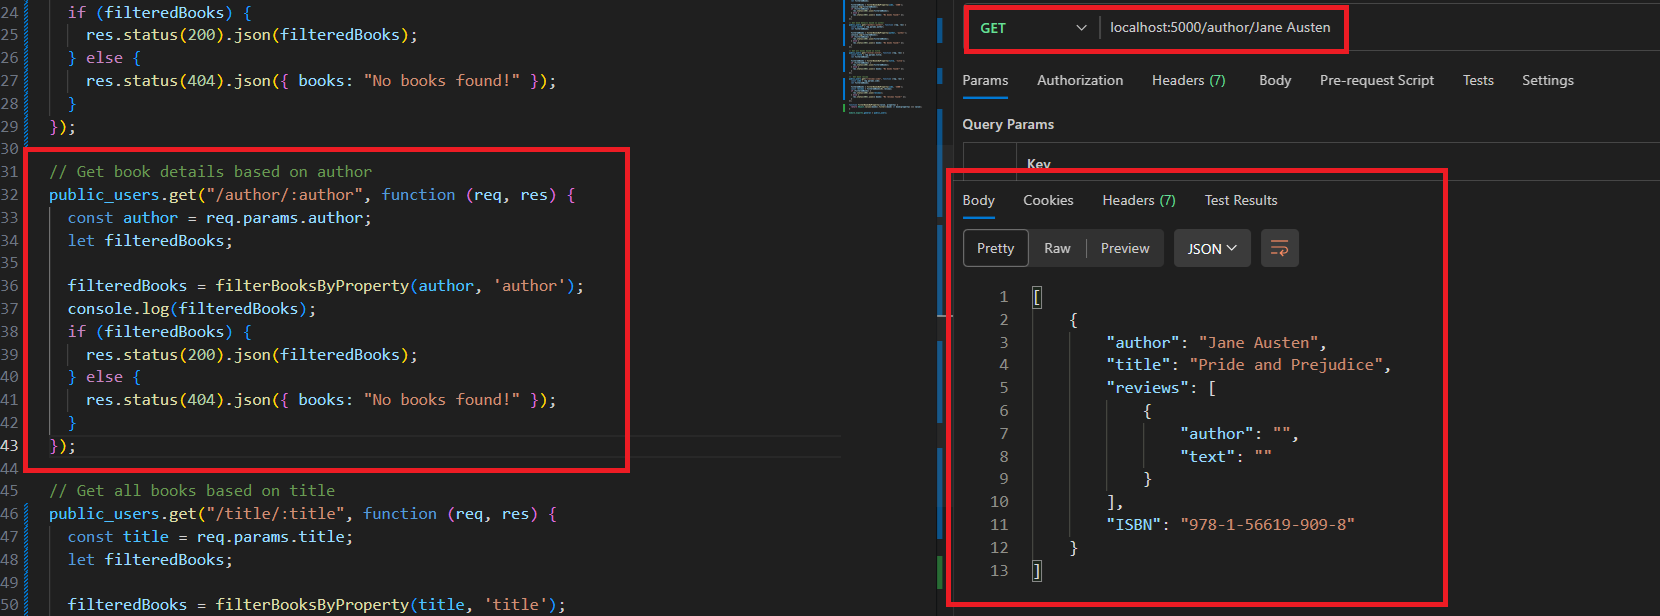 24 if (filteredBooks) {
25 res.status(200).json(filteredBooks);
26 } else {
27 res.status(404).json({ books: "No books found!" });
28 }
29 });
30
31 // Get book details based on author
32 public_users.get("/author/:author", function (req, res) {
33 const author = req.params.author;
34 let filteredBooks;
35
36 filteredBooks = filterBooksByProperty(author, 'author');
37 console.log(filteredBooks);
38 if (filteredBooks) {
39 res.status(200).json(filteredBooks);
40 } else {
41 res.status(404).json({ books: "No books found!" });
42 }
43 });
44
45 // Get all books based on title
46 public_users.get("/title/:title", function (req, res) {
47 const title = req.params.title;
48 let filteredBooks;
49
50 filteredBooks = filterBooksByProperty(title, 'title');
GET localhost:5000/author/Jane Austen
Params Authorization Headers (7) Body Pre-request Script Tests Settings
Query Params
Key
Body Cookies Headers (7) Test Results
Pretty Raw Preview JSON
1 [
2 {
3 "author": "Jane Austen",
4 "title": "Pride and Prejudice",
5 "reviews": [
6 {
7 "author": "",
8 "text": ""
9 }
10 ],
11 "ISBN": "978-1-56619-909-8"
12 }
13 ]